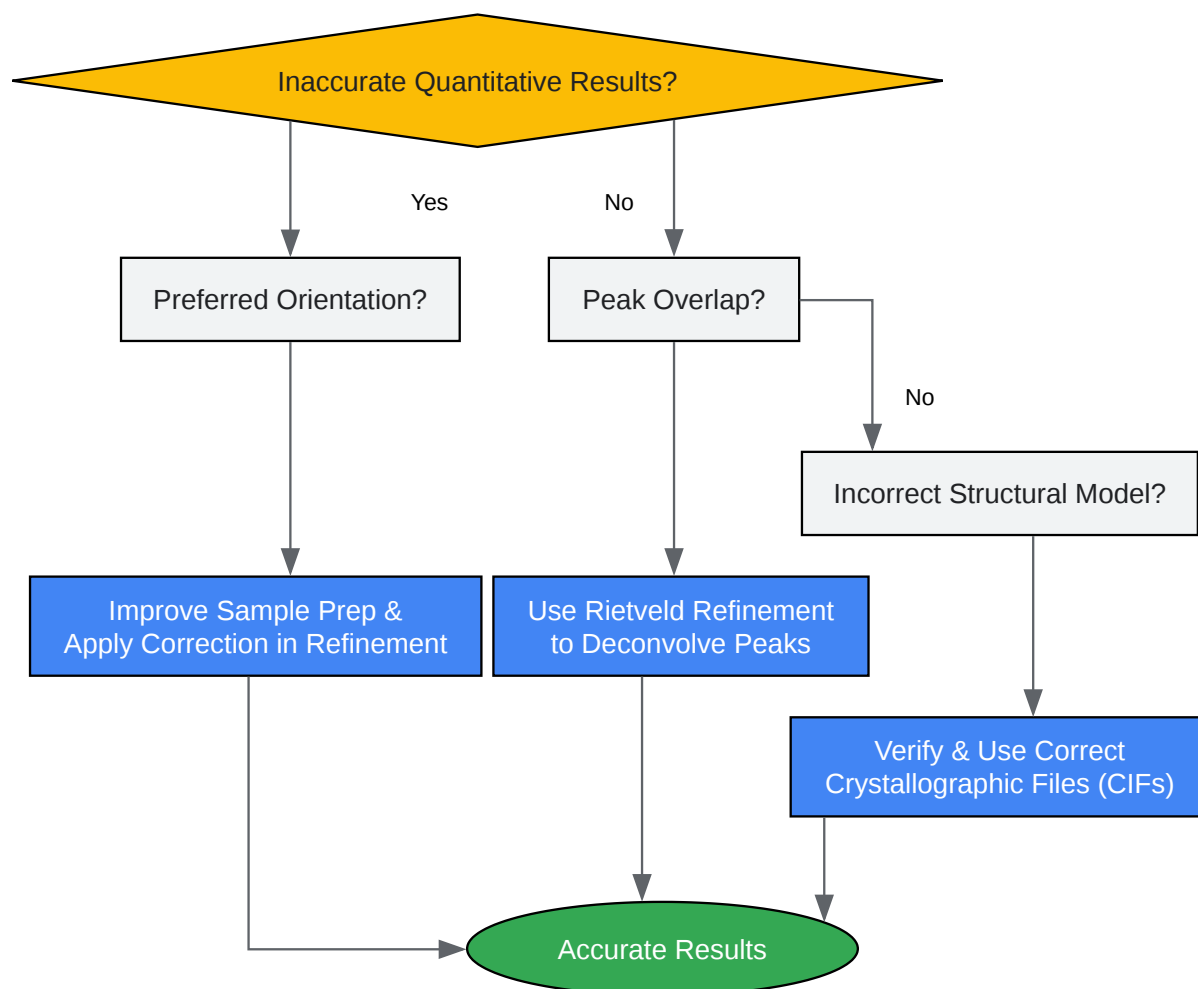 Inaccurate Quantitative Results?
Yes
No
Preferred Orientation?
Peak Overlap?
No
Incorrect Structural Model?
Improve Sample Prep &
Apply Correction in Refinement
Use Rietveld Refinement
to Deconvolve Peaks
Verify & Use Correct
Crystallographic Files (CIFs)
Accurate Results